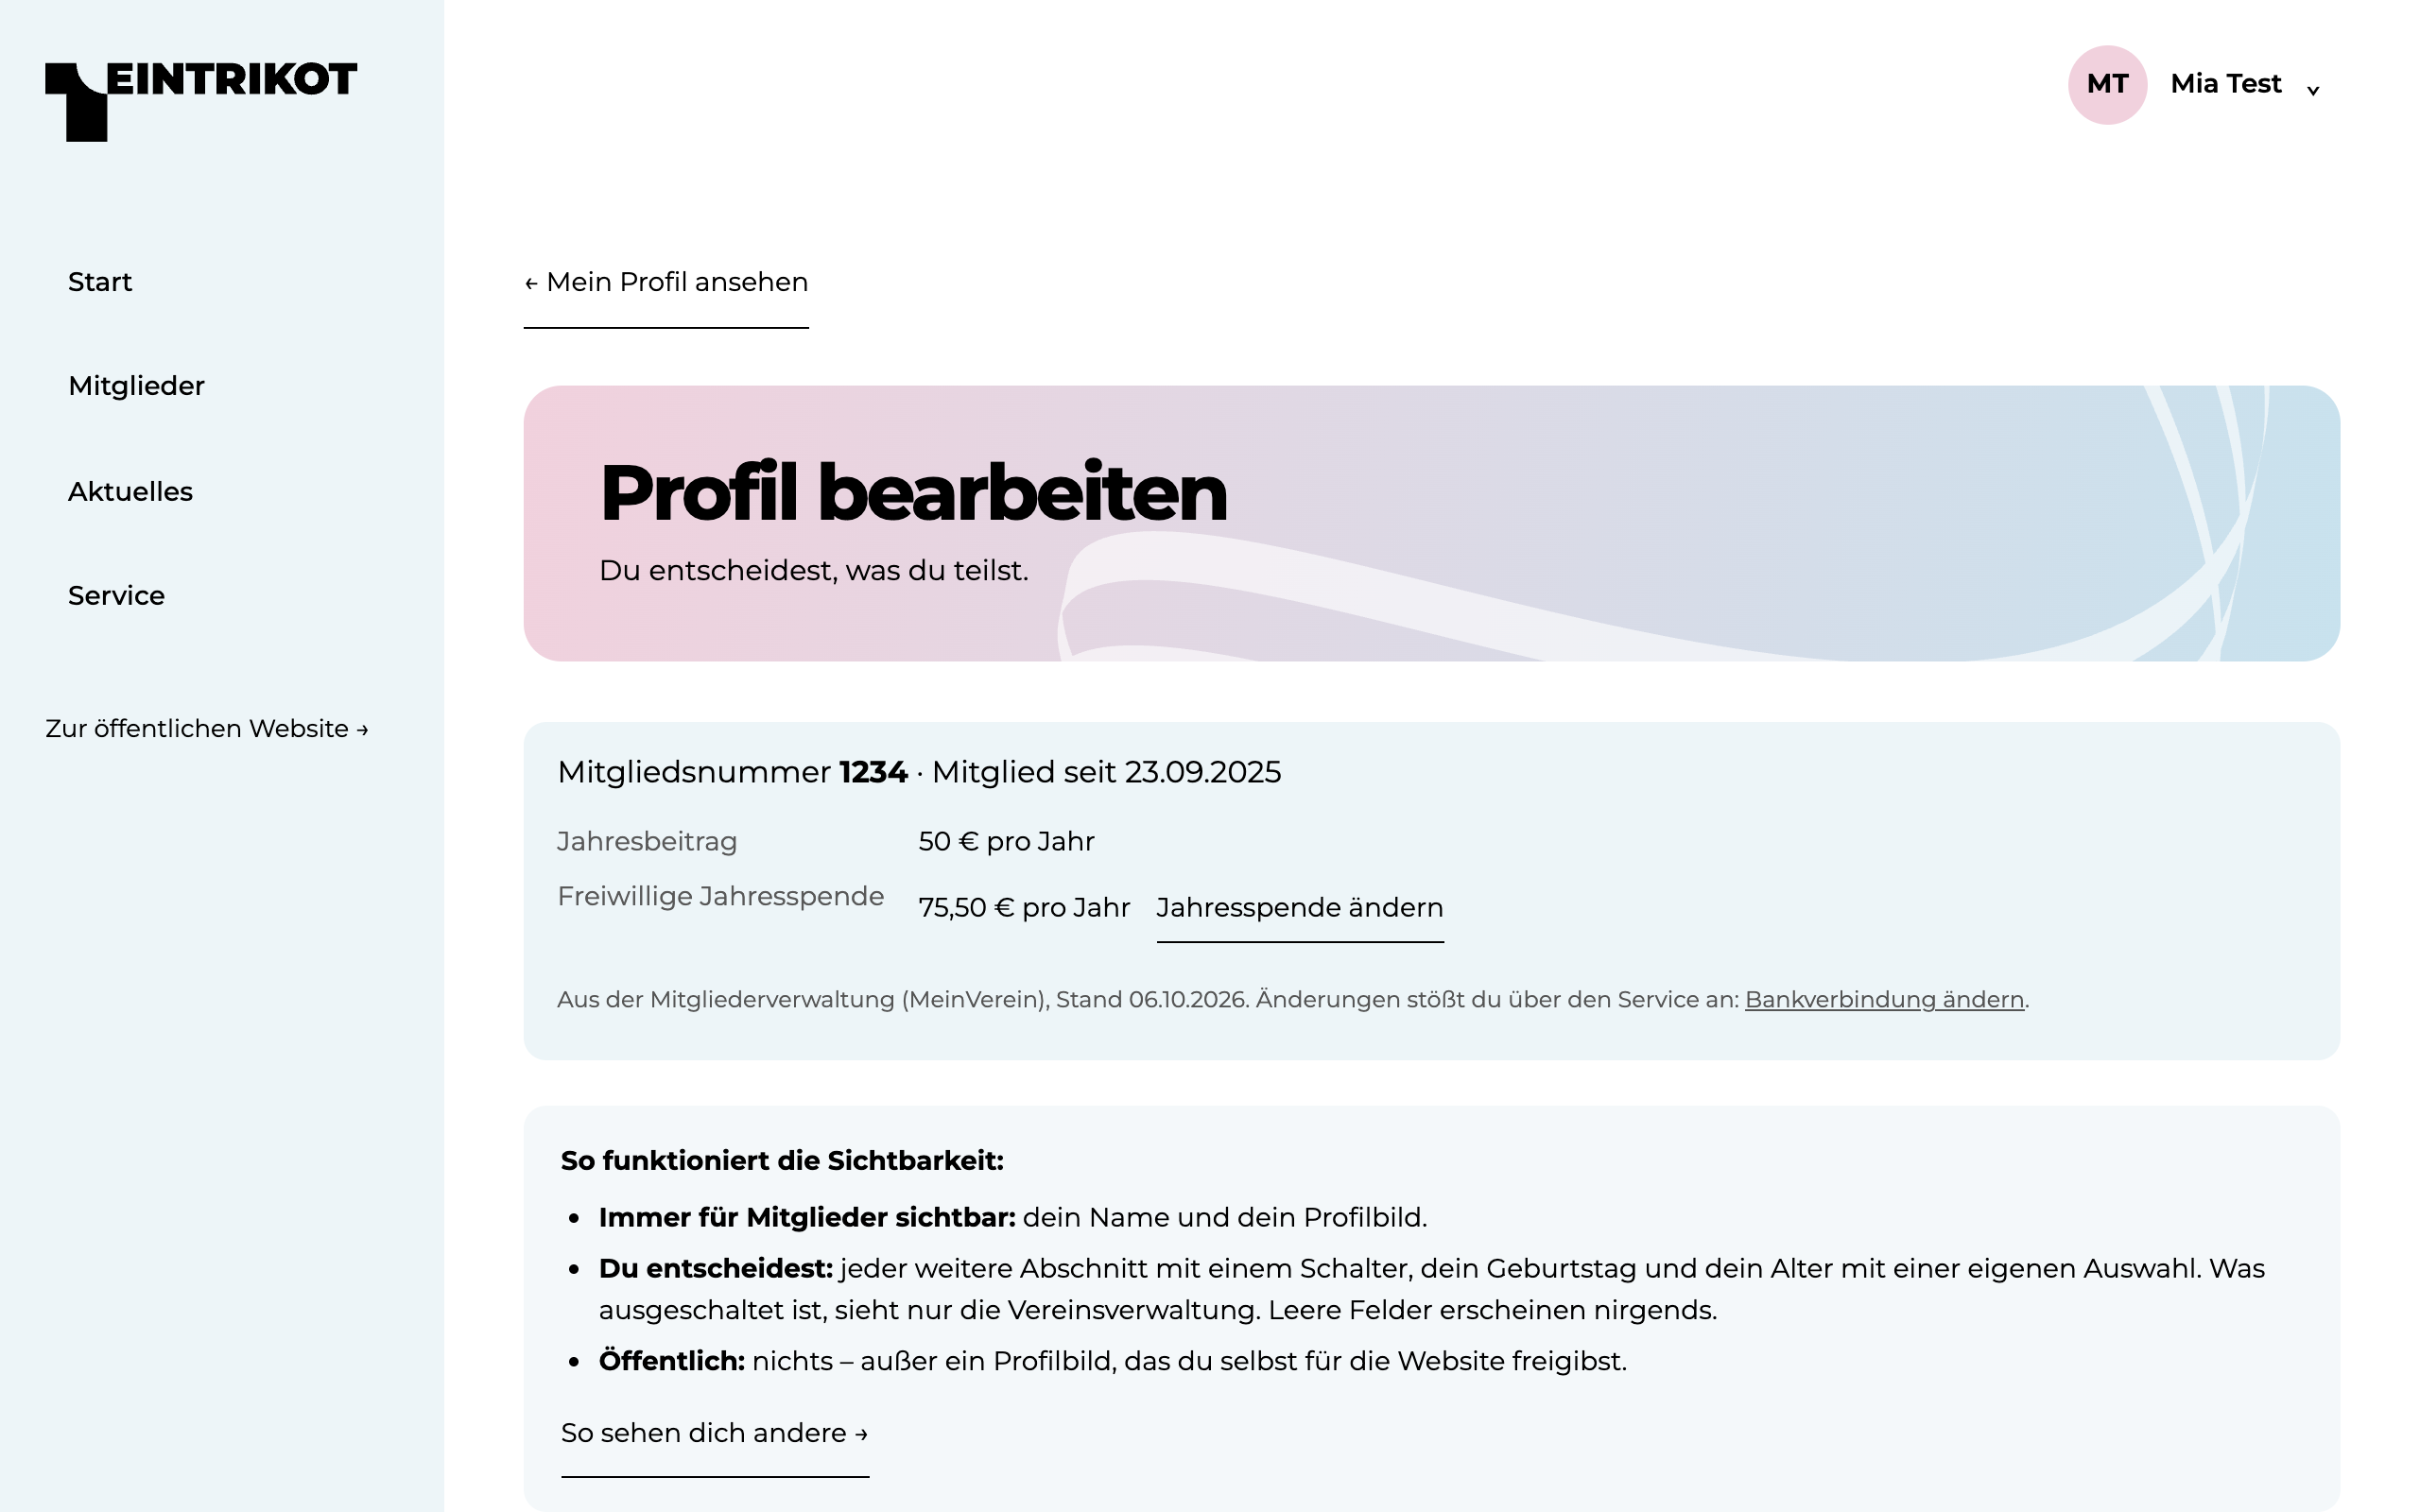 EINTRIKOT
MT
Mia Test
Start
Mitglieder
Aktuelles
Service
Zur öffentlichen Website →
← Mein Profil ansehen
Profil bearbeiten
Du entscheidest, was du teilst.
Mitgliedsnummer 1234 · Mitglied seit 23.09.2025
Jahresbeitrag 50 € pro Jahr
Freiwillige Jahresspende 75,50 € pro Jahr Jahresspende ändern
Aus der Mitgliederverwaltung (MeinVerein), Stand 06.10.2026. Änderungen stößt du über den Service an: Bankverbindung ändern.
So funktioniert die Sichtbarkeit:
• Immer für Mitglieder sichtbar: dein Name und dein Profilbild.
• Du entscheidest: jeder weitere Abschnitt mit einem Schalter, dein Geburtstag und dein Alter mit einer eigenen Auswahl. Was
ausgeschaltet ist, sieht nur die Vereinsverwaltung. Leere Felder erscheinen nirgends.
• Öffentlich: nichts – außer ein Profilbild, das du selbst für die Website freigibst.
So sehen dich andere →